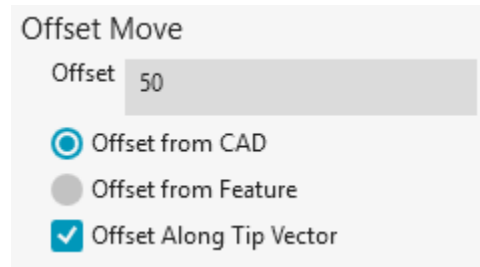 Offset Move
Offset 50
Offset from CAD
Offset from Feature
Offset Along Tip Vector